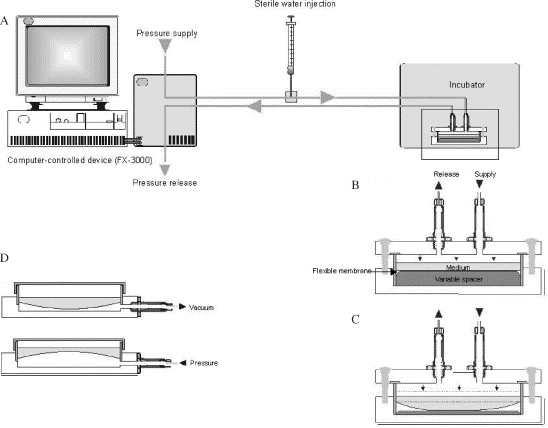 A
Sterile water injection
Pressure supply
Incubator
Computer-controlled device (FX-3000)
Pressure release
B
Release
Supply
Medium
Flexible membrane
Variable spacer
D
Vacuum
Pressure
C